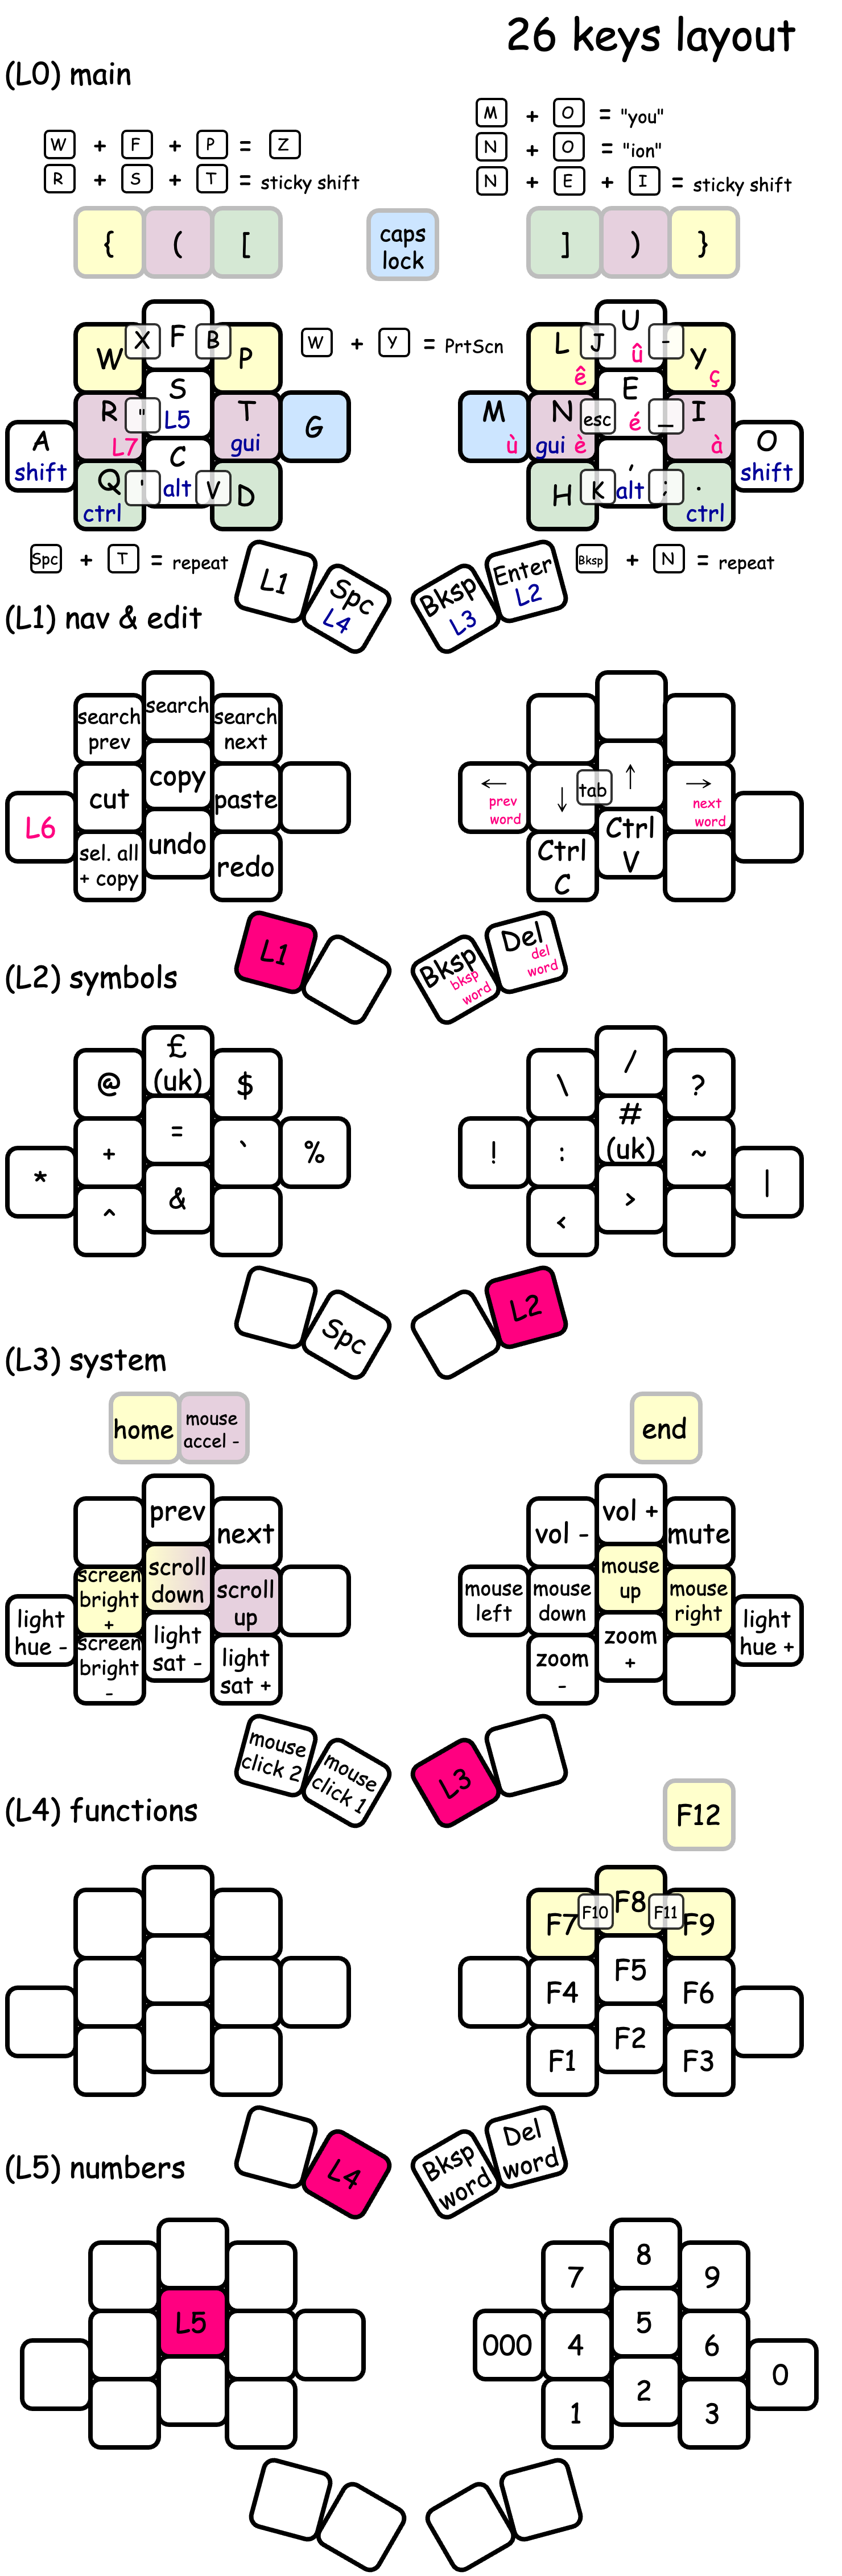 26 keys layout
(L0) main
W + F + P = Z
R + S + T = sticky shift
M + O = "you"
N + O = "ion"
N + E + I = sticky shift
{ ( [
caps
lock
] ) }
W X F B P
W + Y = PrtScn
L ê J U û - Y ç
A shift
R L7 " S L5 T gui G
M ù N gui è esc E é _ I à
O shift
Q ctrl ' C alt V D
H K , alt ; . ctrl
Spc + T = repeat
L1 Spc L4
Bksp L3 Enter L2
Bksp + N = repeat
(L1) nav & edit
search
prev
search
search
next
L6
cut copy paste
← prev word
↓ tab ↑
→ next word
sel. all
+ copy
undo redo
Ctrl
C
Ctrl
V
L1
Bksp bksp word
Del del word
(L2) symbols
@ £ (uk) $
\ / ?
* + = ` %
! : # (uk) ~ |
^ &
< >
Spc
L2
(L3) system
home
mouse
accel -
end
prev next
vol - vol + mute
light
hue -
screen
bright
+
scroll
down
scroll
up
mouse
left
mouse
down
mouse
up
mouse
right
light
hue +
screen
bright
-
light
sat -
light
sat +
zoom
-
zoom
+
mouse
click 2
mouse
click 1
L3
(L4) functions
F12
F7 F10 F8 F11 F9
F4 F5 F6
F1 F2 F3
L4
Bksp
word
Del
word
(L5) numbers
7 8 9
L5
000 4 5 6 0
1 2 3